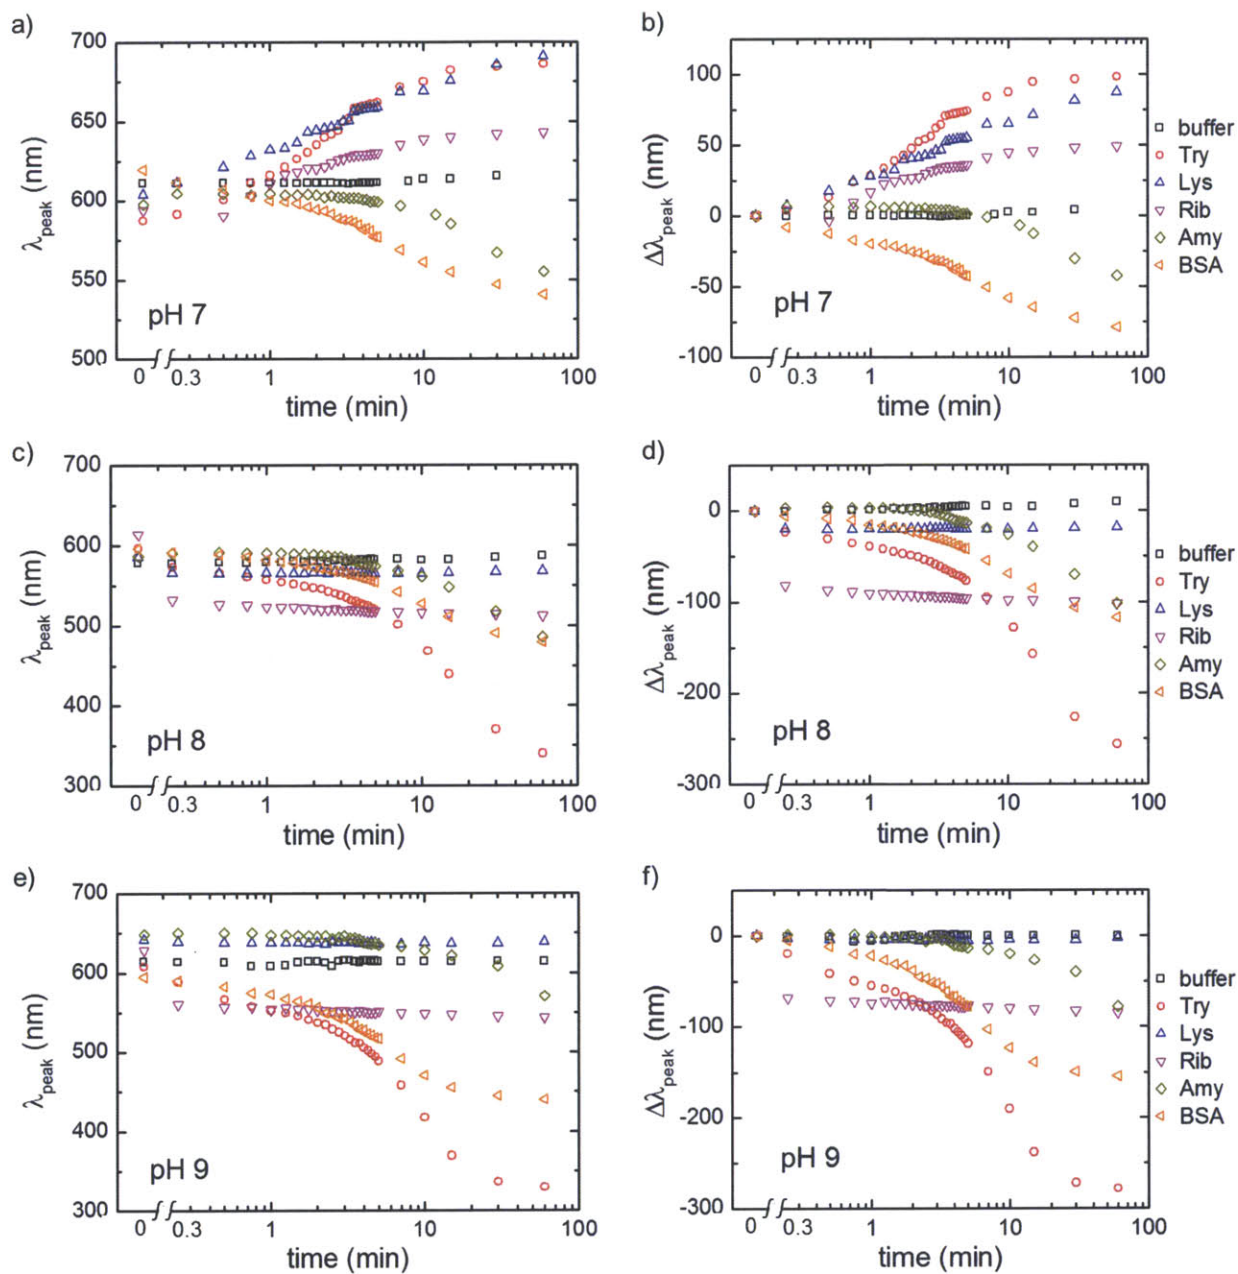 a)
700
650
600
550
500
λpeak (nm)
pH 7
0 0.3 1 10 100
time (min)
b)
100
50
0
-50
-100
Δλpeak (nm)
pH 7
0 0.3 1 10 100
time (min)
buffer
Try
Lys
Rib
Amy
BSA
c)
700
600
500
400
300
λpeak (nm)
pH 8
0 0.3 1 10 100
time (min)
d)
0
-100
-200
-300
Δλpeak (nm)
pH 8
0 0.3 1 10 100
time (min)
buffer
Try
Lys
Rib
Amy
BSA
e)
700
600
500
400
300
λpeak (nm)
pH 9
0 0.3 1 10 100
time (min)
f)
0
-100
-200
-300
Δλpeak (nm)
pH 9
0 0.3 1 10 100
time (min)
buffer
Try
Lys
Rib
Amy
BSA